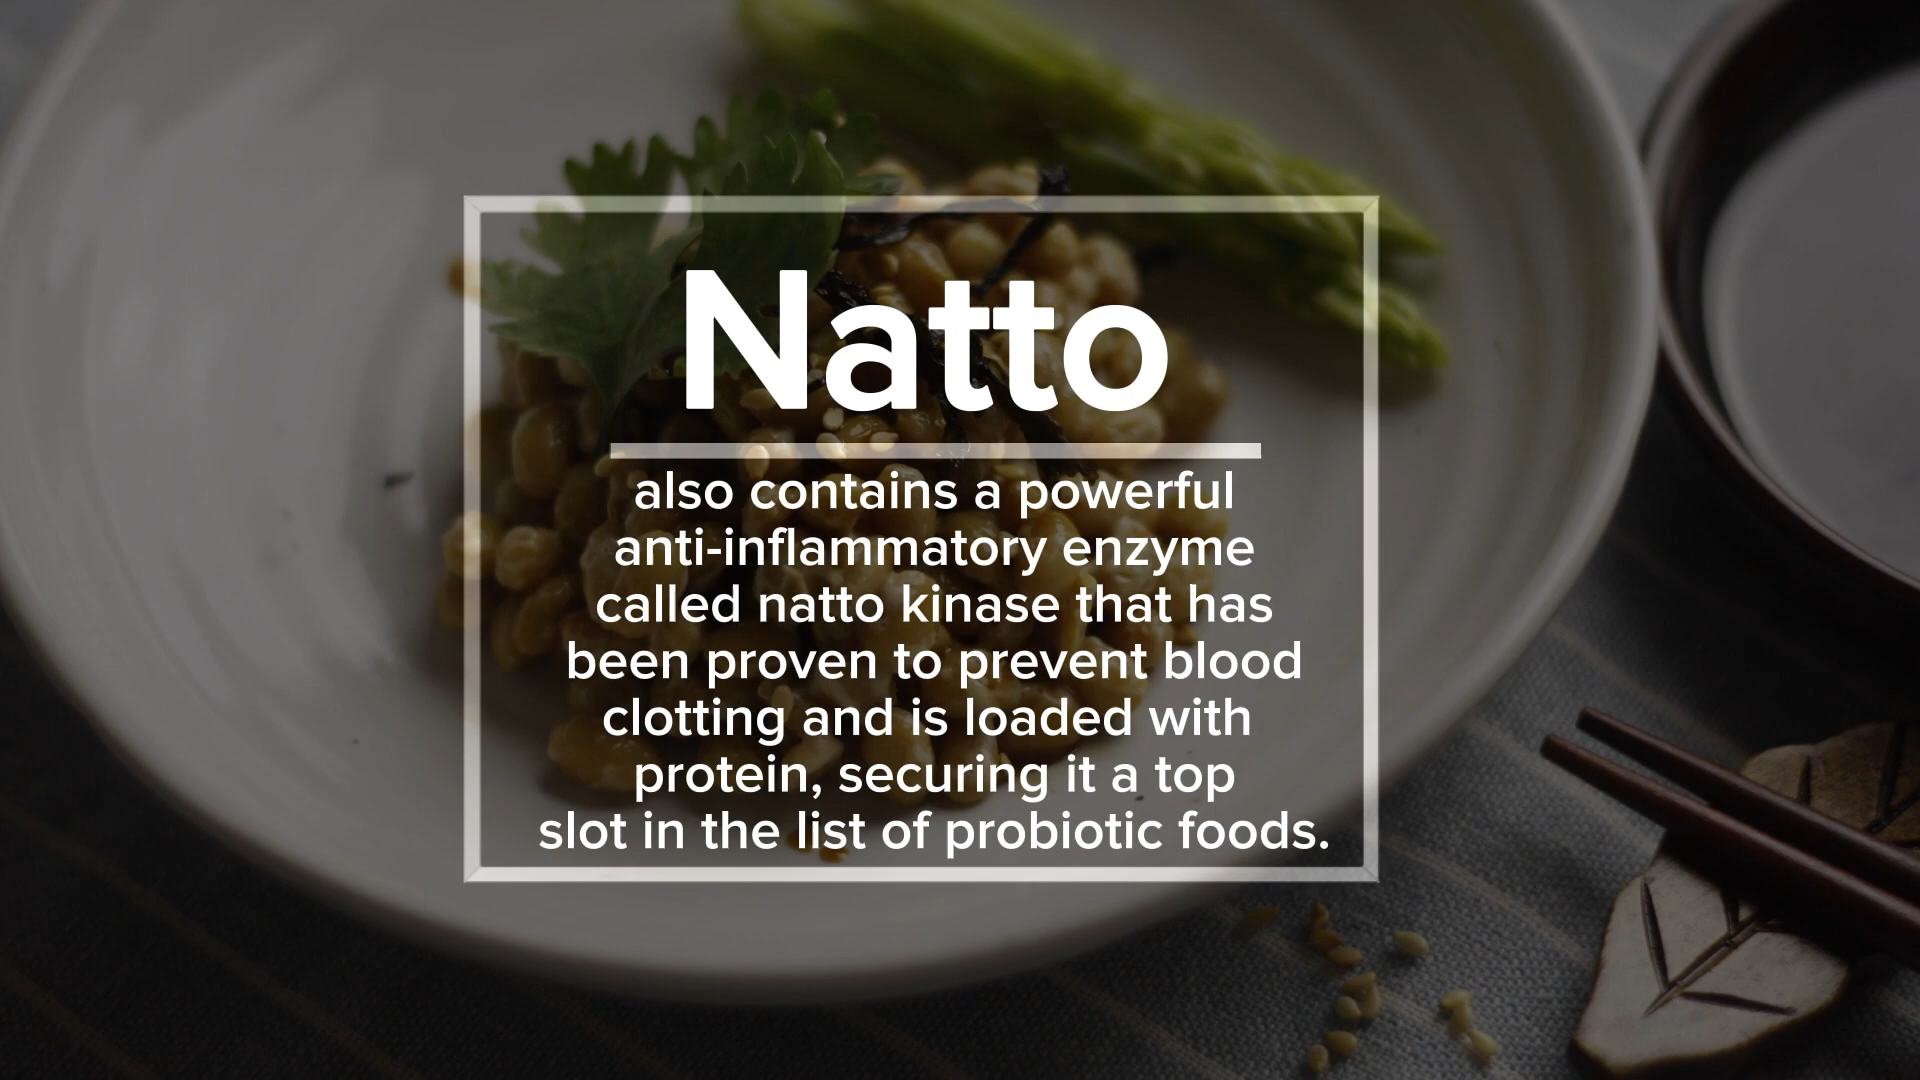 Natto
also contains a powerful
anti-inflammatory enzyme
called natto kinase that has
been proven to prevent blood
clotting and is loaded with
protein, securing it a top
slot in the list of probiotic foods.